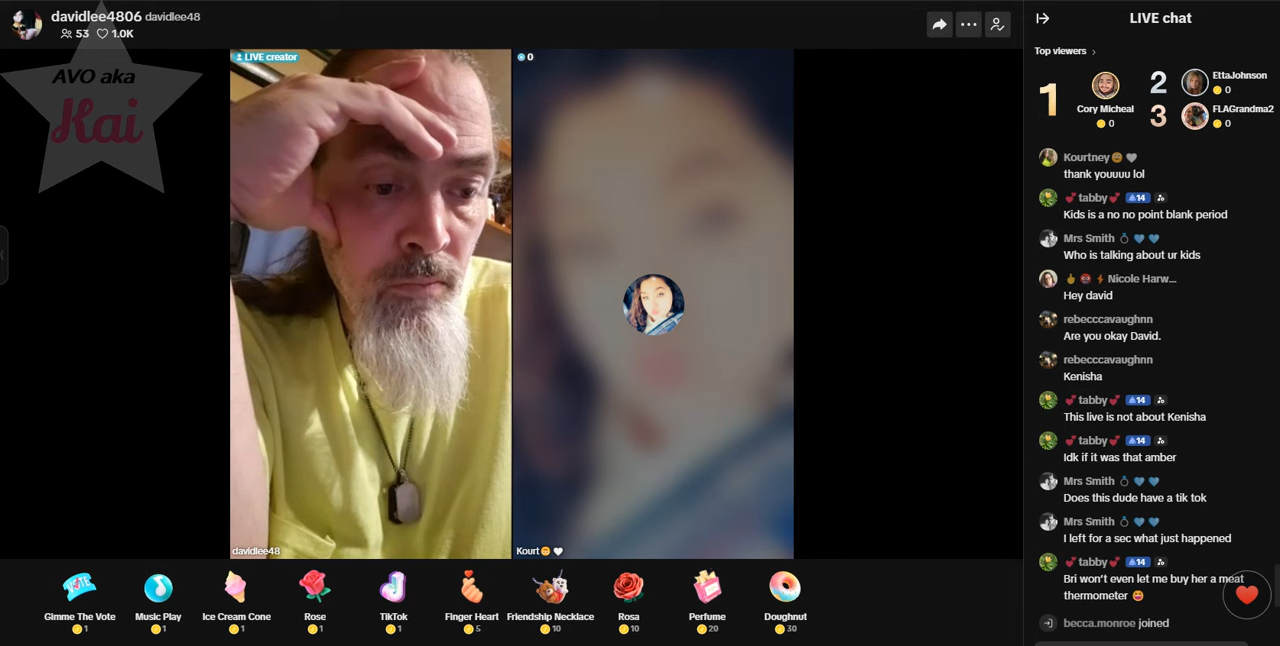 davidlee4806 davidlee48
53 1.0K
AVO aka
Kai
LIVE creator
0
davidlee48
Kourt
Gimme The Vote
1
Music Play
1
Ice Cream Cone
1
Rose
1
TikTok
1
Finger Heart
5
Friendship Necklace
10
Rosa
10
Perfume
20
Doughnut
30
LIVE chat
Top viewers
1
Cory Micheal
0
2
EttaJohnson
0
3
FLAGrandma2
0
Kourtney
thank youuuu lol
tabby 14
Kids is a no no point blank period
Mrs Smith
Who is talking about ur kids
Nicole Harw...
Hey david
rebecccavaughnn
Are you okay David.
rebecccavaughnn
Kenisha
tabby 14
This live is not about Kenisha
tabby 14
Idk if it was that amber
Mrs Smith
Does this dude have a tik tok
Mrs Smith
I left for a sec what just happened
tabby 14
Bri won't even let me buy her a meat
thermometer
becca.monroe joined